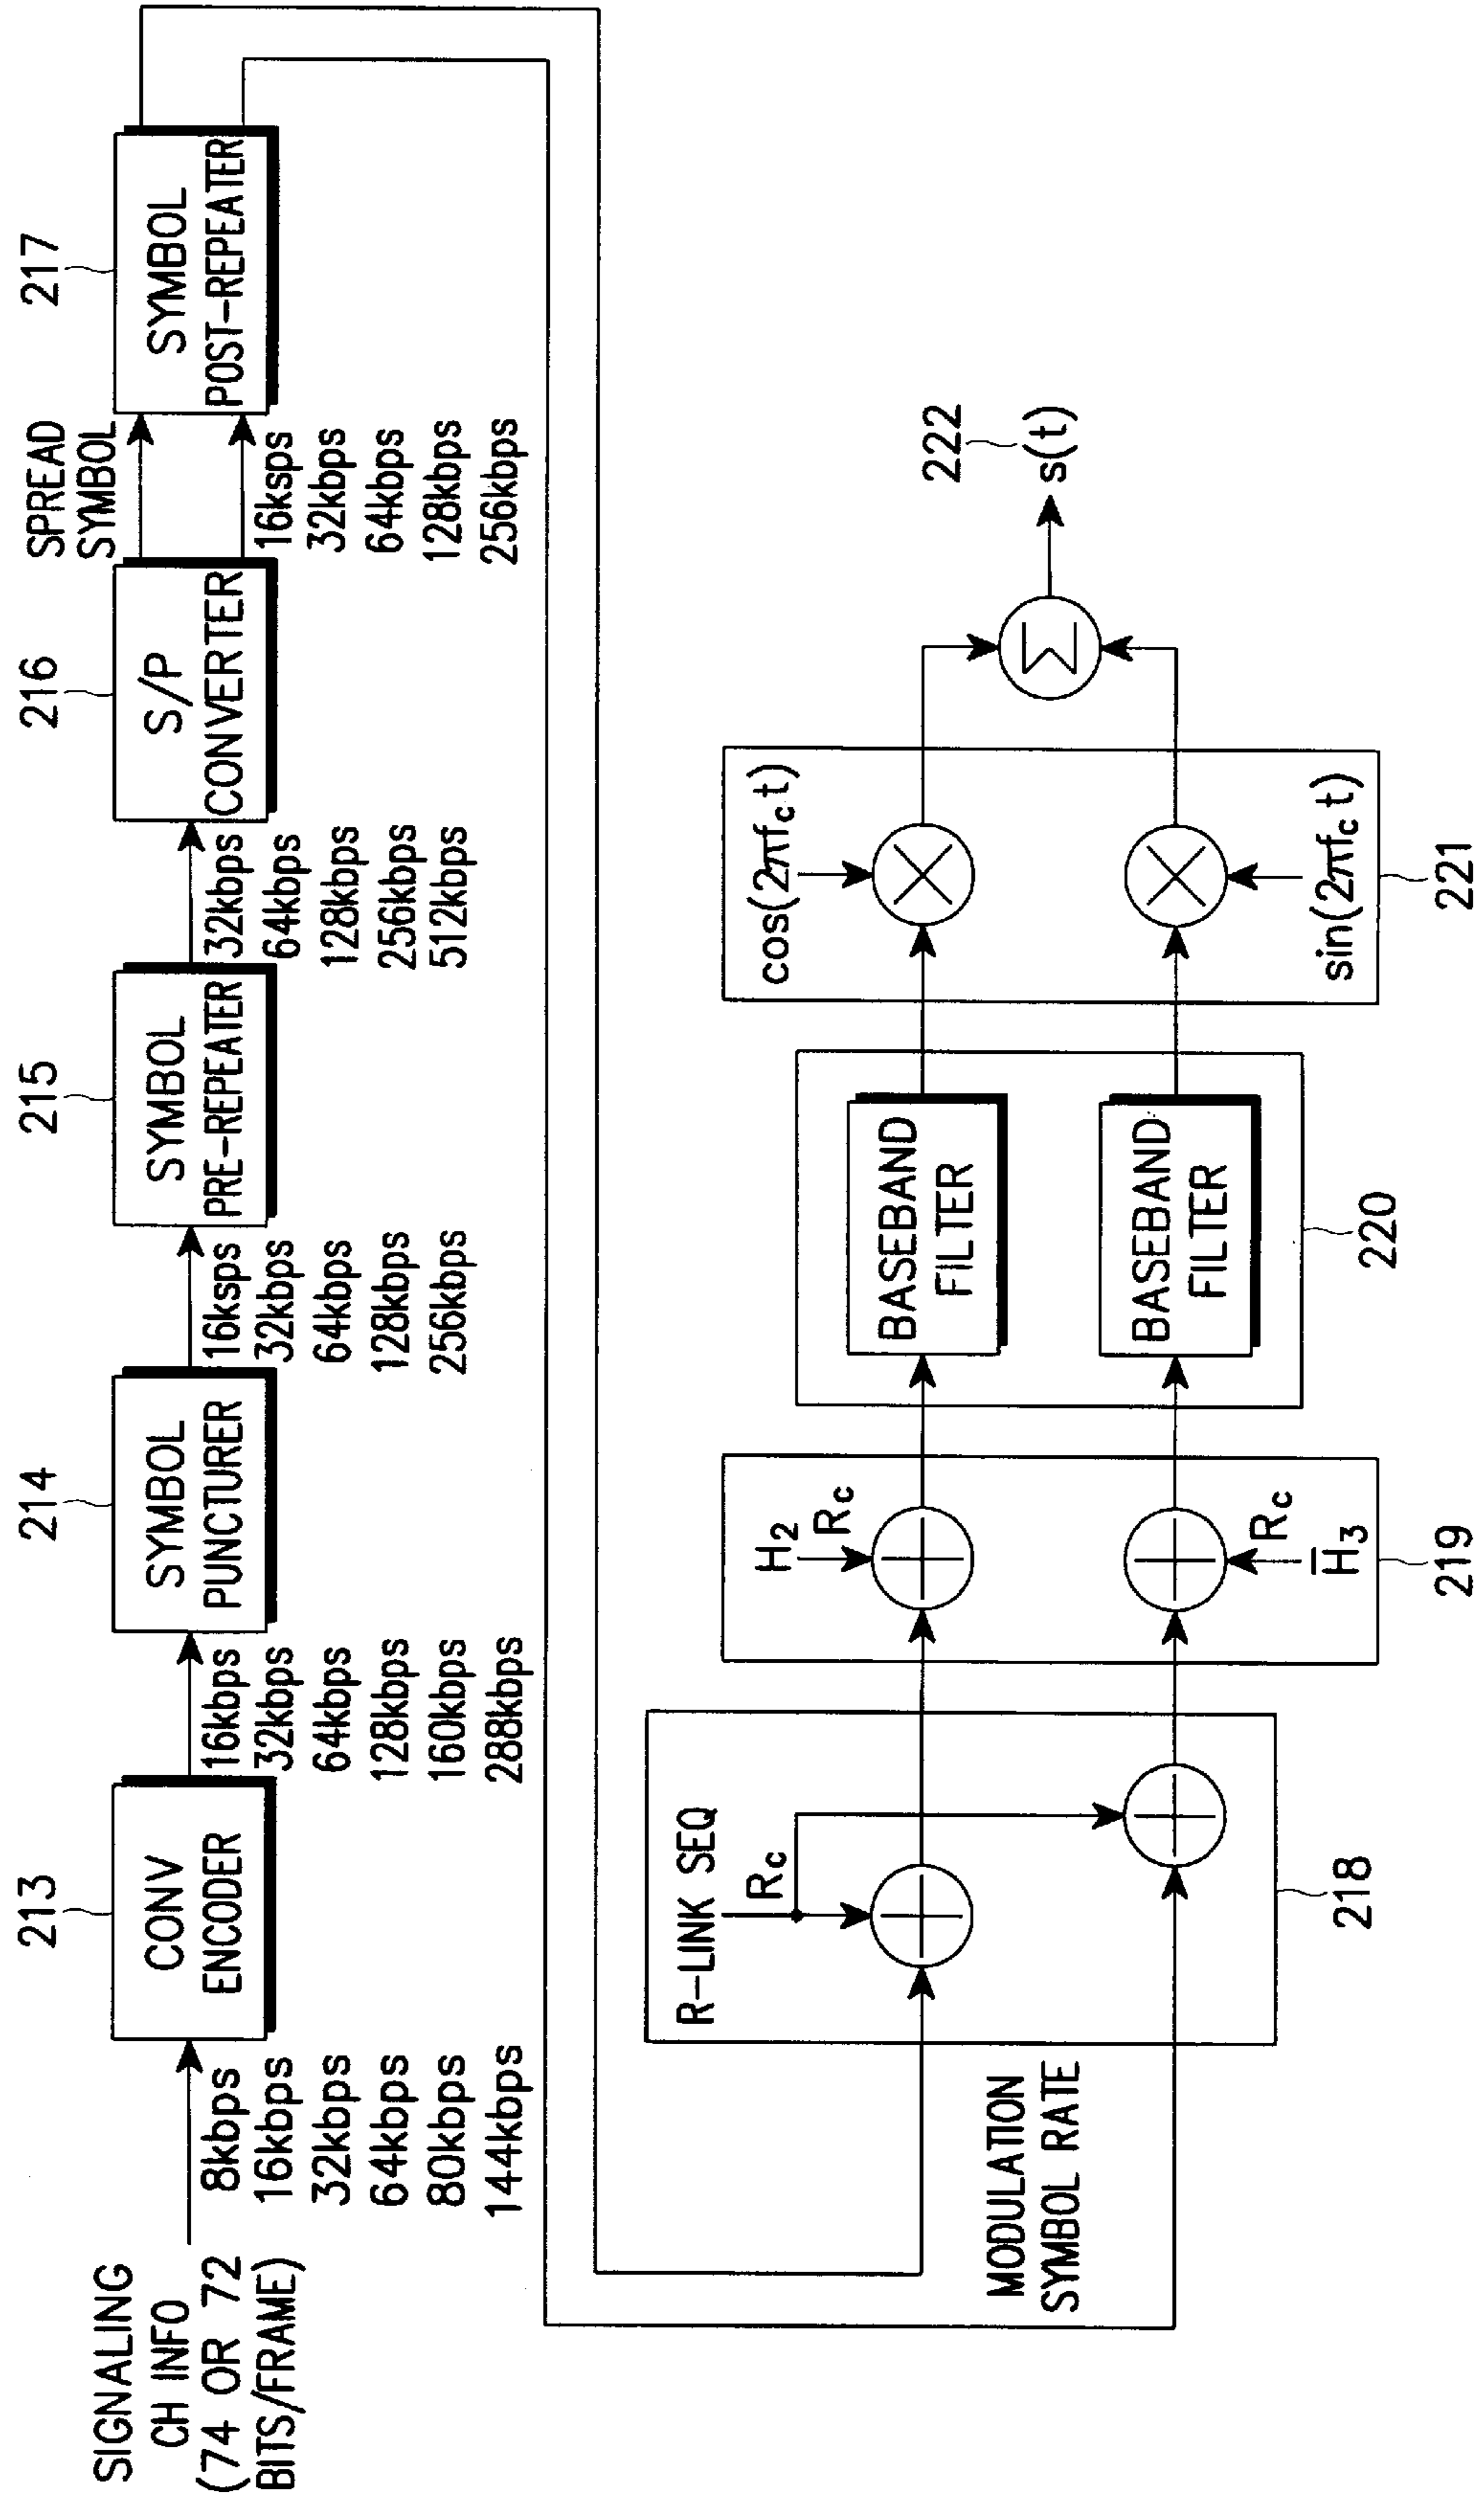 SIGNALING
CH INFO
(74 OR 72
BITS/FRAME)
8kbps
16kbps
32kbps
64kbps
80kbps
144kbps
213
CONV
ENCODER
16kbps
32kbps
64kbps
128kbps
160kbps
288kbps
214
SYMBOL
PUNCTURER
16ksps
32kbps
64kbps
128kbps
256kbps
215
SYMBOL
PRE-REPEATER
32kbps
64kbps
128kbps
256kbps
512kbps
216
S/P
CONVERTER
SPREAD
SYMBOL
16ksps
32kbps
64kbps
128kbps
256kbps
217
SYMBOL
POST-REPEATER
MODULATION
SYMBOL RATE
R-LINK SEQ
Rc
218
H2
Rc
Rc
H̅3
219
BASEBAND
FILTER
BASEBAND
FILTER
220
cos(2πfct)
sin(2πfct)
221
Σ
222
s(t)